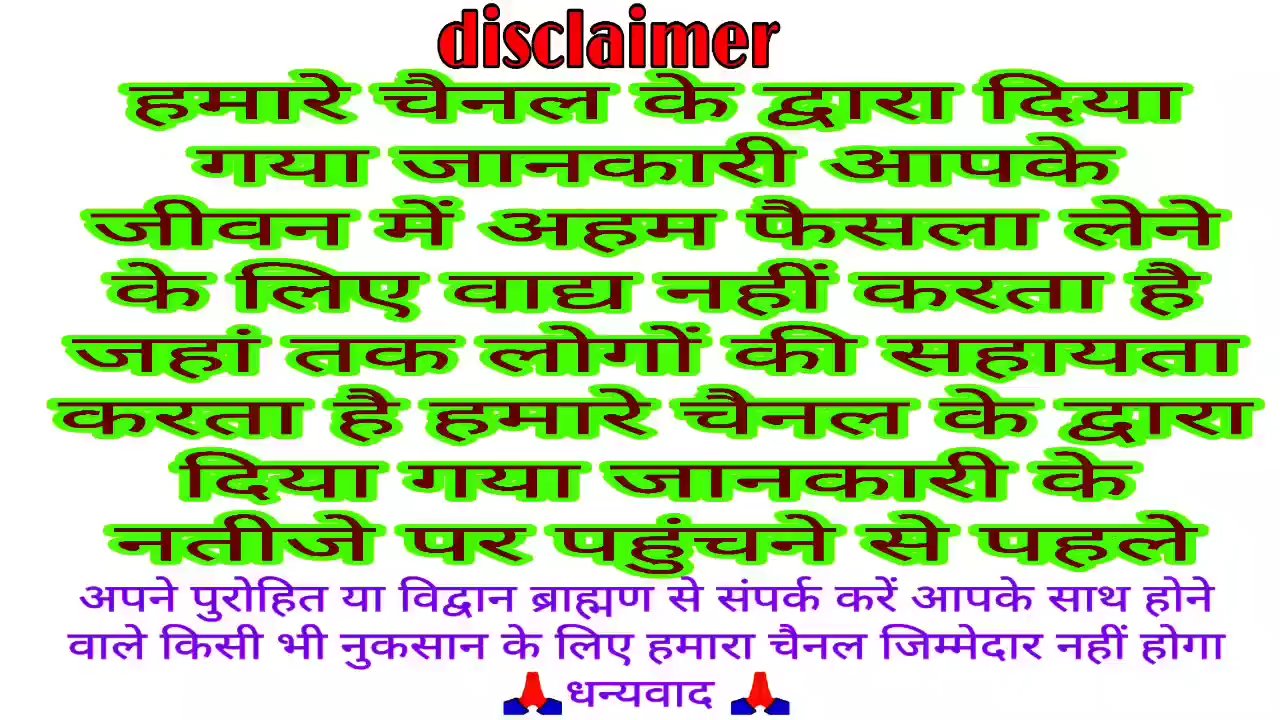 disclaimer
हमारे चैनल के द्वारा दिया
गया जानकारी आपके
जीवन में अहम फैसला लेने
के लिए वाद्य नहीं करता है
जहां तक लोगों की सहायता
करता है हमारे चैनल के द्वारा
दिया गया जानकारी के
नतीजे पर पहुंचने से पहले
अपने पुरोहित या विद्वान ब्राह्मण से संपर्क करें आपके साथ होने
वाले किसी भी नुकसान के लिए हमारा चैनल जिम्मेदार नहीं होगा
🙏धन्यवाद 🙏